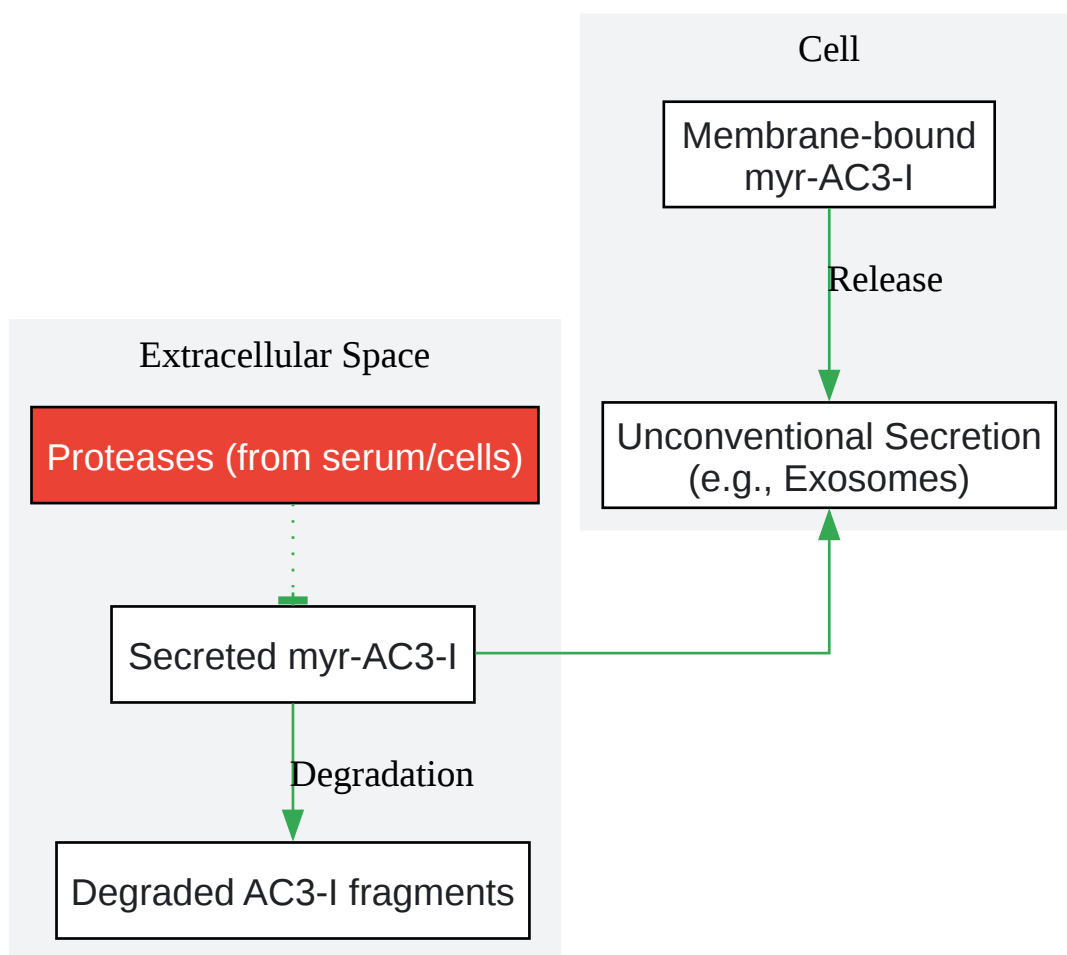 Cell
Membrane-bound
myr-AC3-I
Release
Unconventional Secretion
(e.g., Exosomes)
Extracellular Space
Proteases (from serum/cells)
Secreted myr-AC3-I
Degradation
Degraded AC3-I fragments